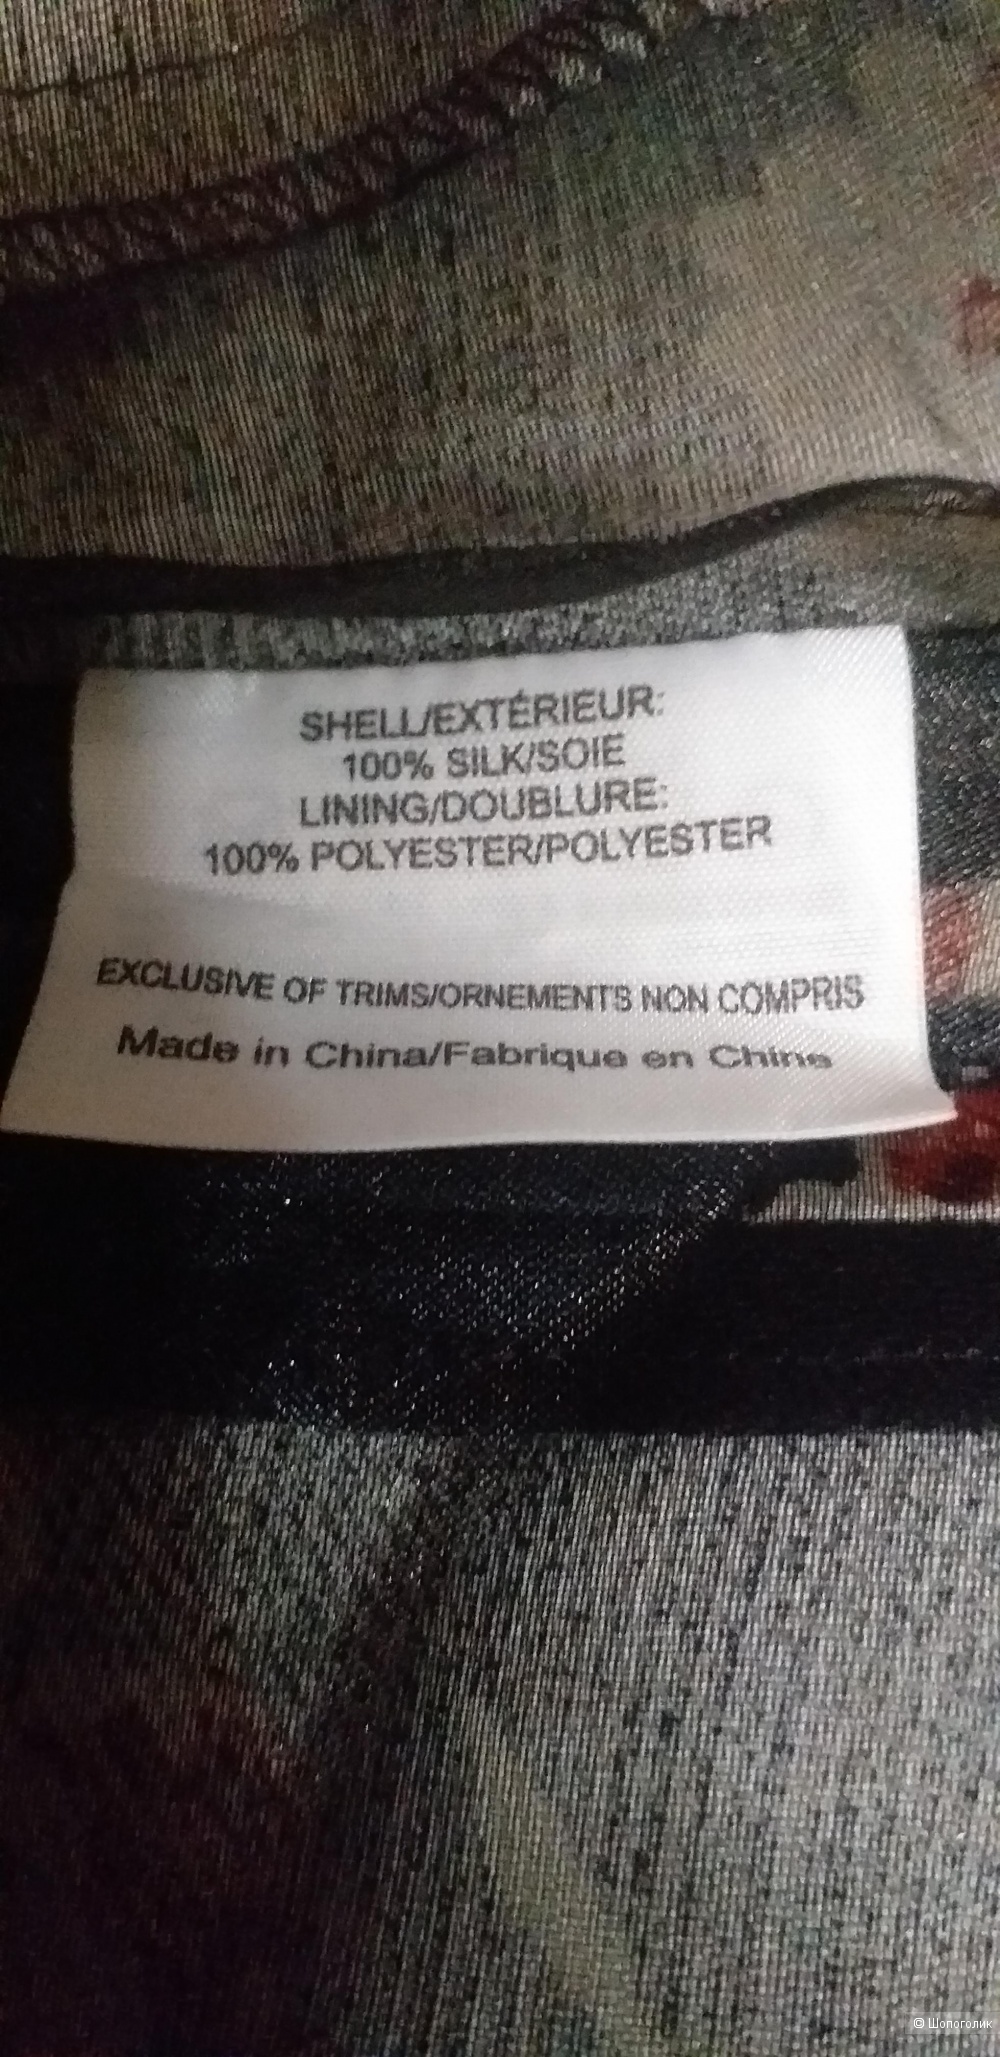 SHELL/EXTÉRIEUR:
100% SILK/SOIE
LINING/DOUBLURE:
100% POLYESTER/POLYESTER
EXCLUSIVE OF TRIMS/ORNEMENTS NON COMPRIS
Made in China/Fabrique en Chine
© Шопоголик